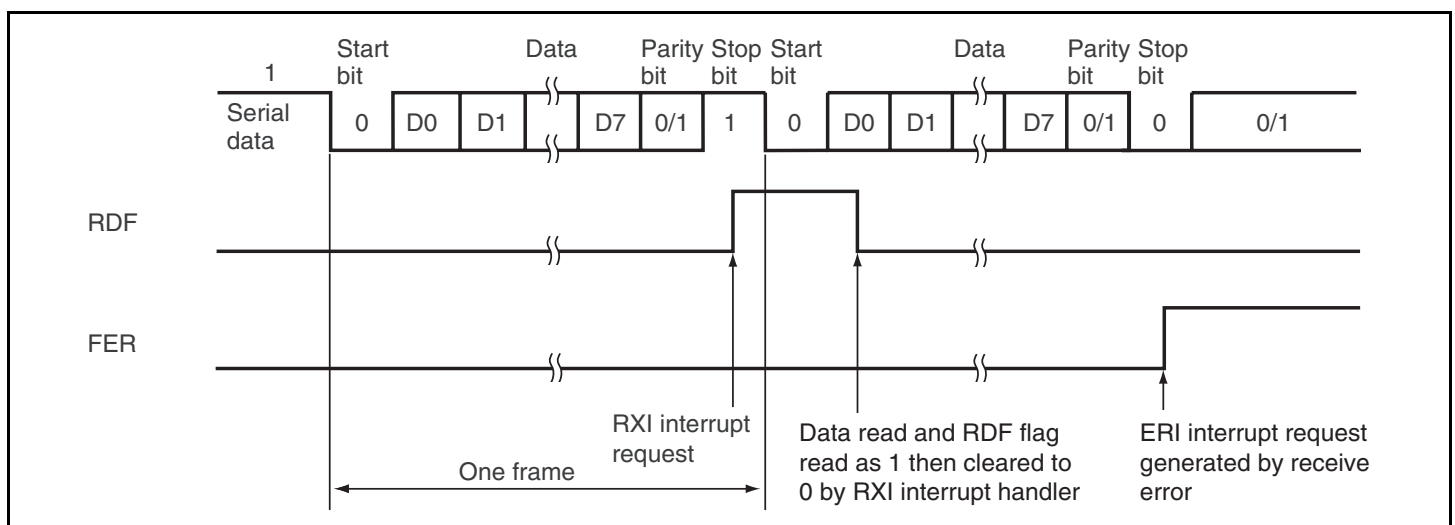 Start Data Parity Stop Start Data Parity Stop
1 bit bit bit bit bit bit
Serial data 0 D0 D1 D7 0/1 1 0 D0 D1 D7 0/1 0 0/1
RDF
FER
RXI interrupt
request
Data read and RDF flag
read as 1 then cleared to
0 by RXI interrupt handler
ERI interrupt request
generated by receive
error
One frame